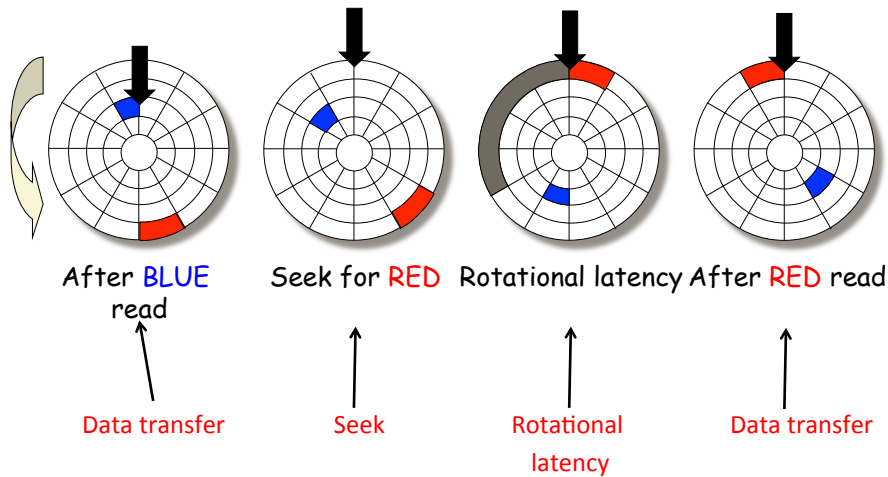 After BLUE read
Seek for RED
Rotational latency
After RED read
Data transfer
Seek
Rotational latency
Data transfer